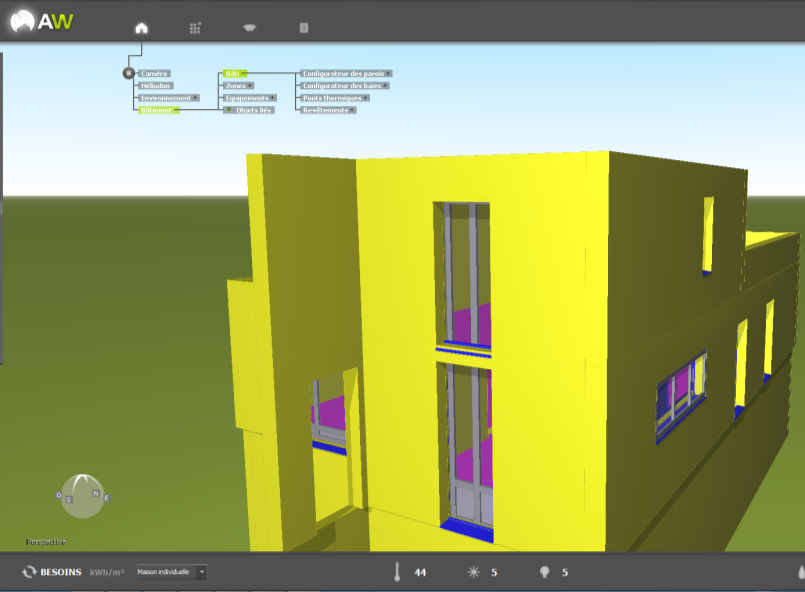 AW
Caméra
Bâti
Configurateur des parois
Héliodon
Zones
Configurateur des baies
Environnement
Equipements
Ponts thermiques
Bâtiment
Objets liés
Revêtements
O S N E
Perspective
BESOINS kWh/m² Maison individuelle 44 5 5